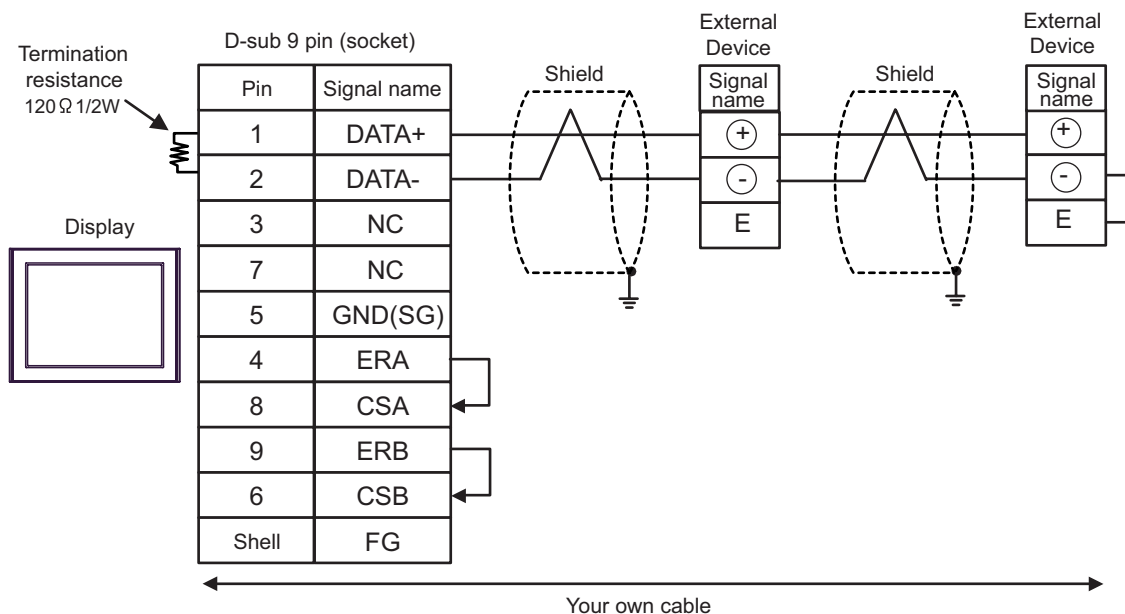 Termination
resistance
120Ω 1/2W
Display
D-sub 9 pin (socket)
Pin Signal name
1 DATA+
2 DATA-
3 NC
7 NC
5 GND(SG)
4 ERA
8 CSA
9 ERB
6 CSB
Shell FG
Shield
External
Device
Signal
name
+
-
E
Shield
External
Device
Signal
name
+
-
E
Your own cable